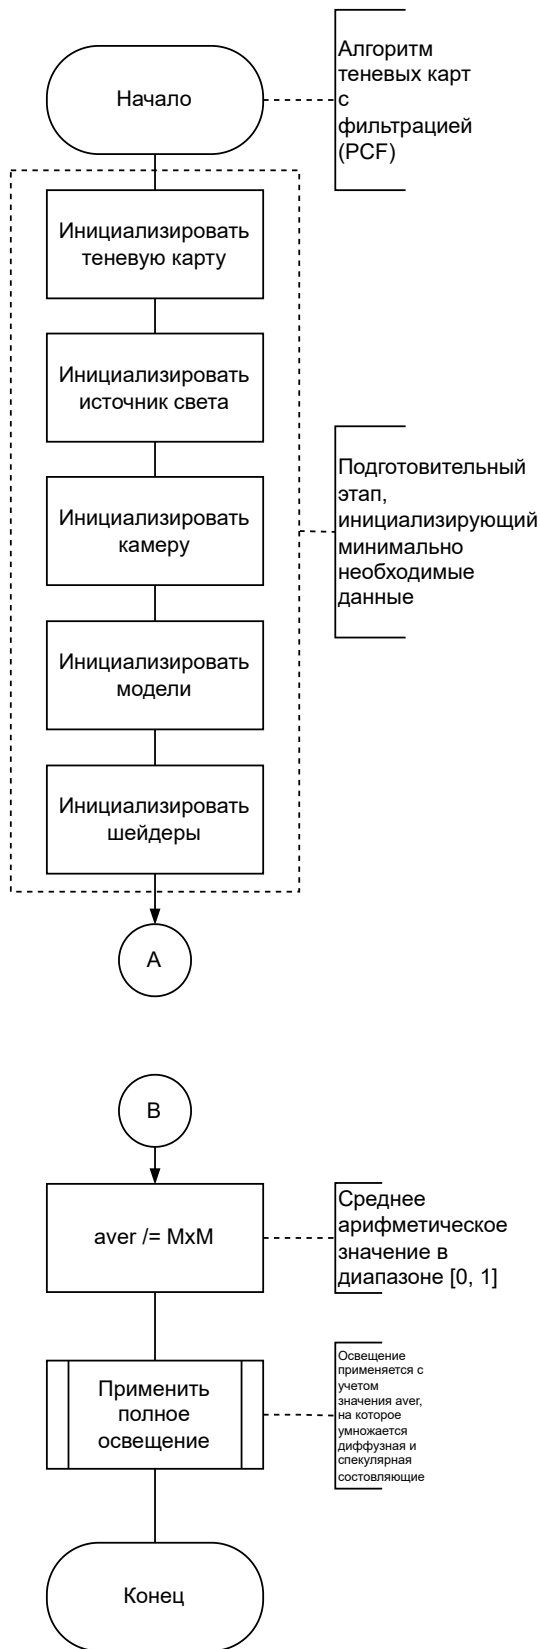 Начало
Алгоритм
теневых карт
с
фильтрацией
(PCF)
Инициализировать
теневую карту
Инициализировать
источник света
Инициализировать
камеру
Подготовительный
этап,
инициализирующий
минимально
необходимые
данные
Инициализировать
модели
Инициализировать
шейдеры
A
B
aver /= MxM
Среднее
арифметическое
значение в
диапазоне [0, 1]
Применить
полное
освещение
Освещение
применяется с
учетом
значения aver,
на которое
умножается
диффузная и
спекулярная
состовляющие
Конец